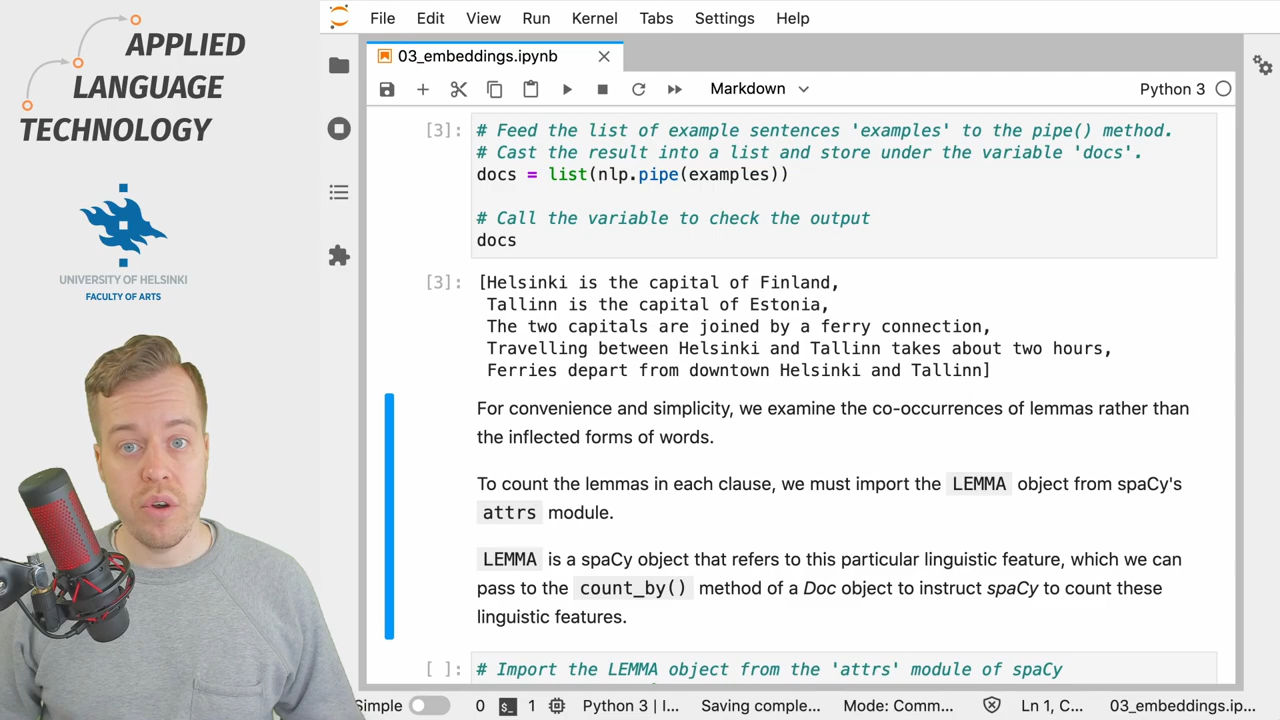 APPLIED
LANGUAGE
TECHNOLOGY
UNIVERSITY OF HELSINKI
FACULTY OF ARTS
File Edit View Run Kernel Tabs Settings Help
03_embeddings.ipynb
Markdown
Python 3
[3]: # Feed the list of example sentences 'examples' to the pipe() method.
# Cast the result into a list and store under the variable 'docs'.
docs = list(nlp.pipe(examples))
# Call the variable to check the output
docs
[3]: [Helsinki is the capital of Finland,
Tallinn is the capital of Estonia,
The two capitals are joined by a ferry connection,
Travelling between Helsinki and Tallinn takes about two hours,
Ferries depart from downtown Helsinki and Tallinn]
For convenience and simplicity, we examine the co-occurrences of lemmas rather than
the inflected forms of words.
To count the lemmas in each clause, we must import the LEMMA object from spaCy's
attrs module.
LEMMA is a spaCy object that refers to this particular linguistic feature, which we can
pass to the count_by() method of a Doc object to instruct spaCy to count these
linguistic features.
[ ]: # Import the LEMMA object from the 'attrs' module of spaCy
Simple 0 $_ 1 Python 3 | I... Saving comple... Mode: Comm... Ln 1, C... 03_embeddings.ip...